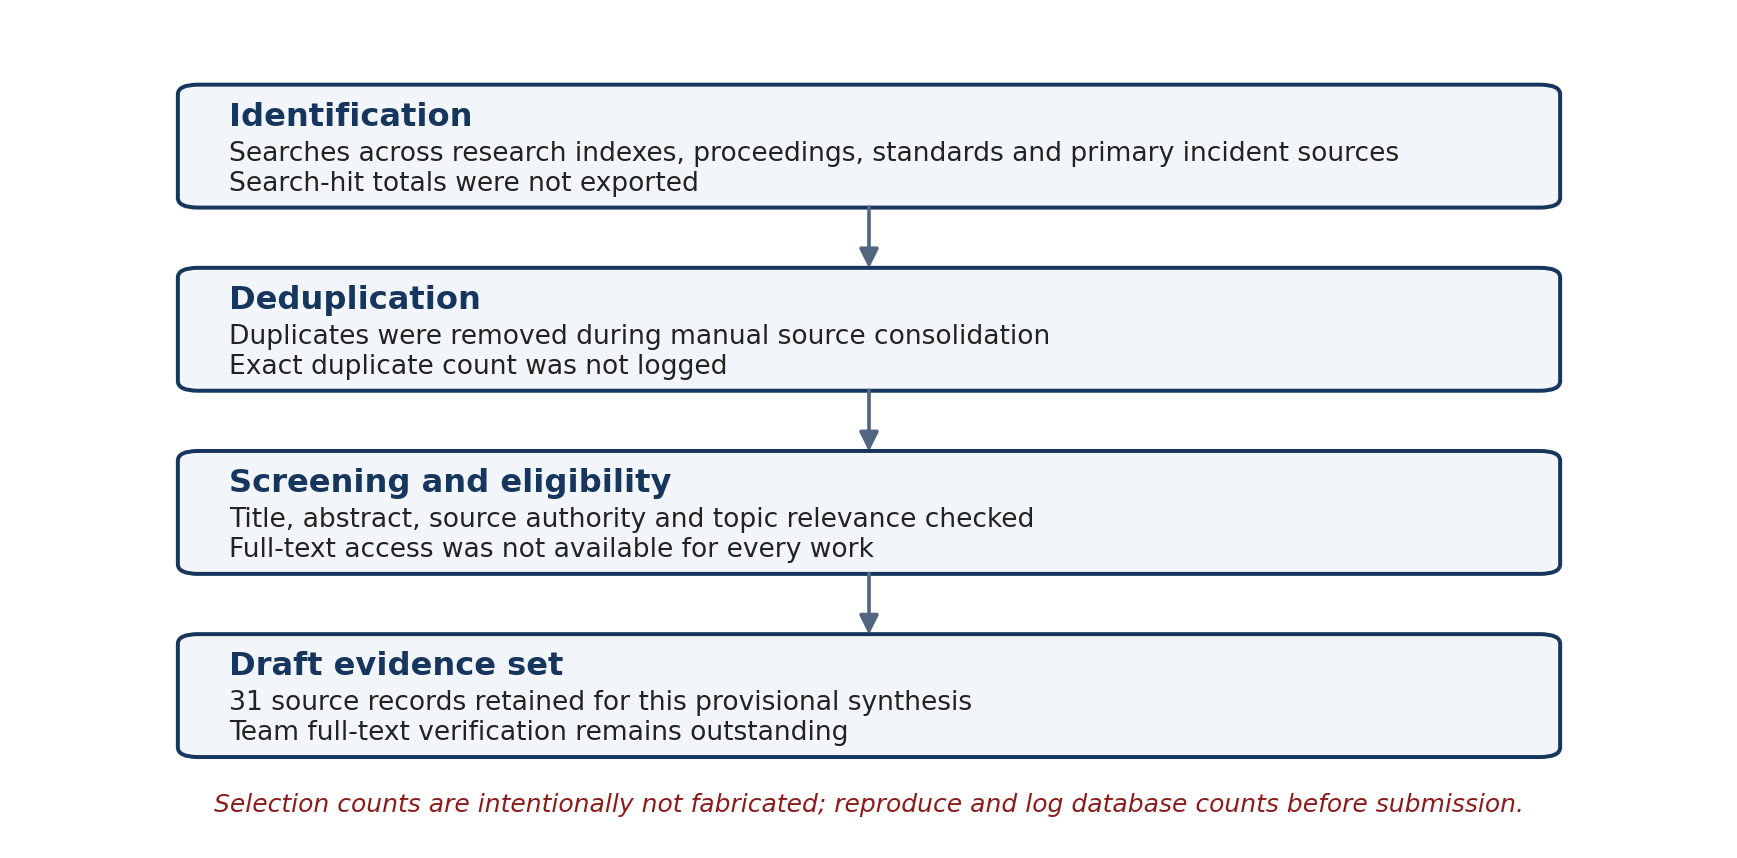 Identification
Searches across research indexes, proceedings, standards and primary incident sources
Search-hit totals were not exported
Deduplication
Duplicates were removed during manual source consolidation
Exact duplicate count was not logged
Screening and eligibility
Title, abstract, source authority and topic relevance checked
Full-text access was not available for every work
Draft evidence set
31 source records retained for this provisional synthesis
Team full-text verification remains outstanding
Selection counts are intentionally not fabricated; reproduce and log database counts before submission.